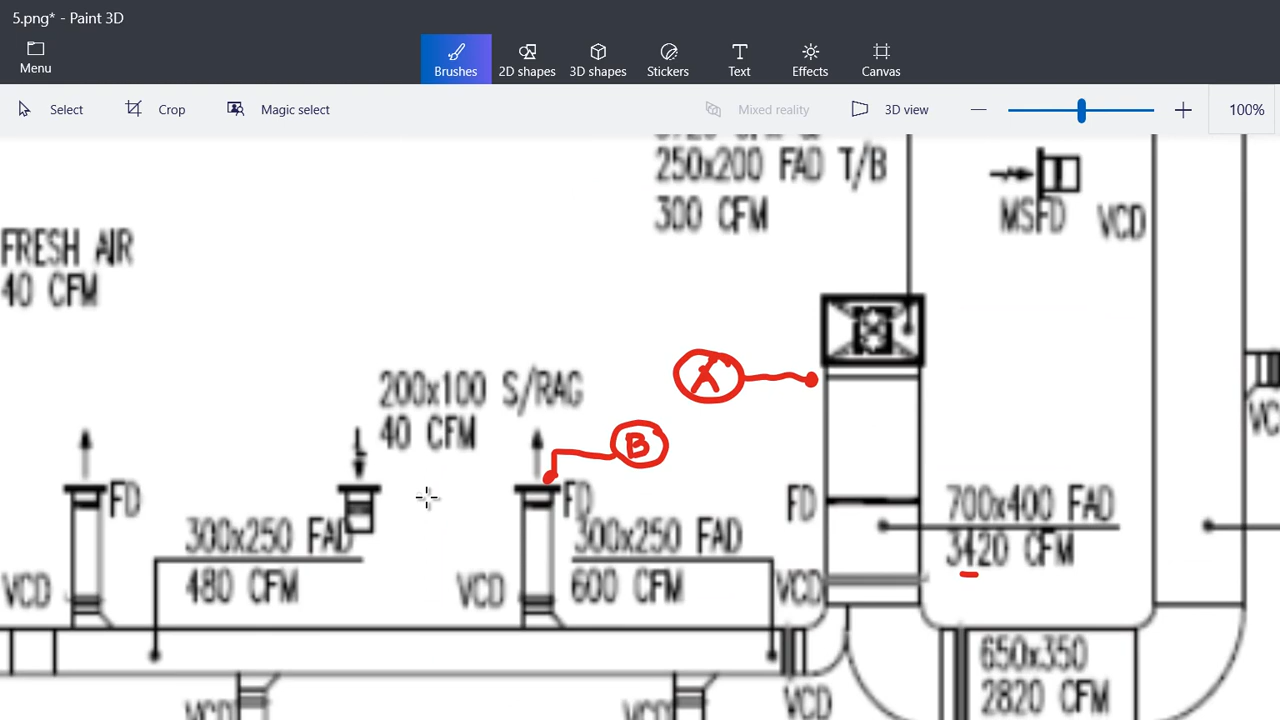 5.png* - Paint 3D
Menu
Brushes
2D shapes
3D shapes
Stickers
Text
Effects
Canvas
Select
Crop
Magic select
Mixed reality
3D view
100%
250x200 FAD T/B
300 CFM
MSFD
VCD
FRESH AIR
40 CFM
X
200x100 S/RAG
40 CFM
B
VC
FD
FD
FD
300x250 FAD
480 CFM
300x250 FAD
600 CFM
700x400 FAD
3420 CFM
VCD
VCD
VCD
650x350
2820 CFM
VCD
VCD
VCD